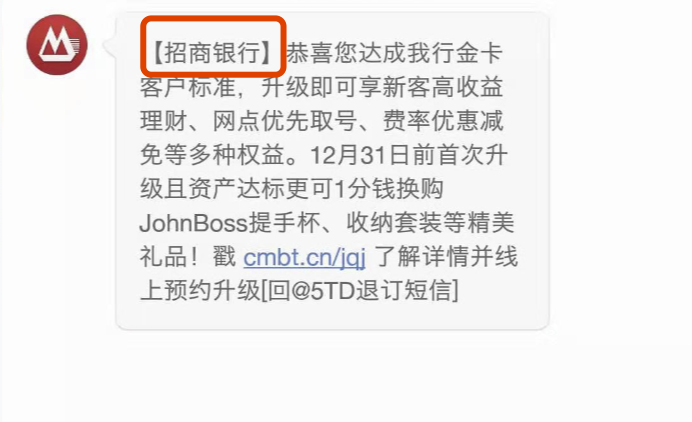 【招商银行】恭喜您达成我行金卡
客户标准，升级即可享新客高收益
理财、网点优先取号、费率优惠减
免等多种权益。12月31日前首次升
级且资产达标更可1分钱换购
JohnBoss提手杯、收纳套装等精美
礼品！戳 cmbt.cn/jqj 了解详情并线
上预约升级[回@5TD退订短信]